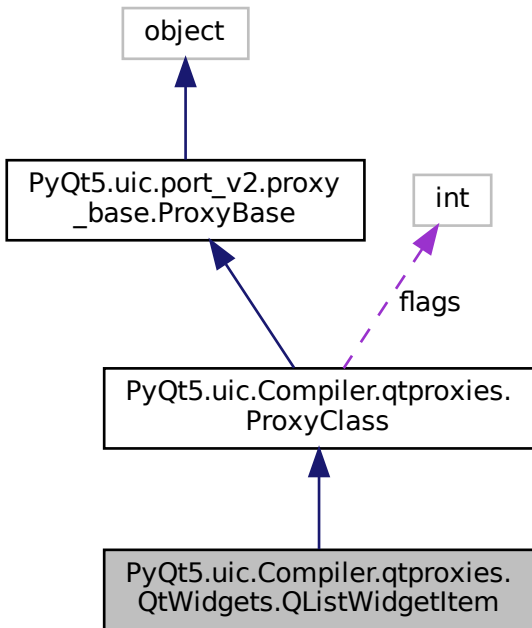 object
PyQt5.uic.port_v2.proxy
_base.ProxyBase
int
flags
PyQt5.uic.Compiler.qtproxies.
ProxyClass
PyQt5.uic.Compiler.qtproxies.
QtWidgets.QListWidgetItem